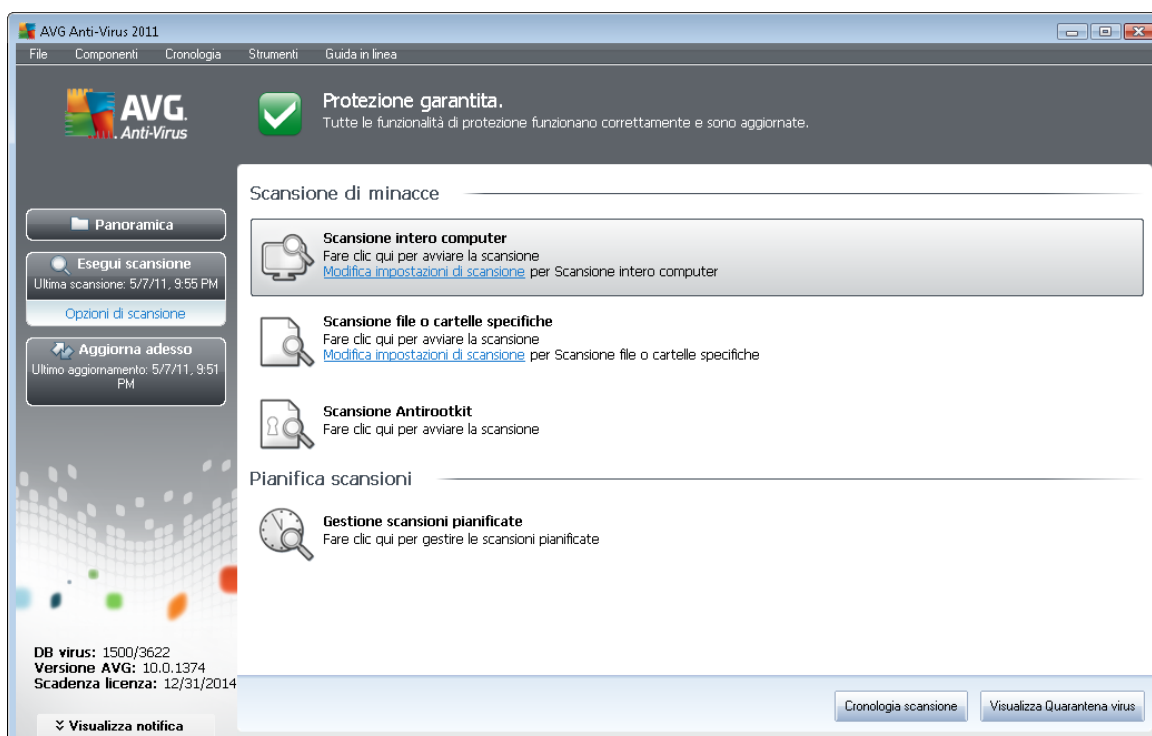 AVG Anti-Virus 2011
File Componenti Cronologia Strumenti Guida in linea
AVG.
Anti-Virus
Protezione garantita.
Tutte le funzionalità di protezione funzionano correttamente e sono aggiornate.
Panoramica
Esegui scansione
Ultima scansione: 5/7/11, 9:55 PM
Opzioni di scansione
Aggiorna adesso
Ultimo aggiornamento: 5/7/11, 9:51
PM
Scansione di minacce
Scansione intero computer
Fare clic qui per avviare la scansione
Modifica impostazioni di scansione per Scansione intero computer
Scansione file o cartelle specifiche
Fare clic qui per avviare la scansione
Modifica impostazioni di scansione per Scansione file o cartelle specifiche
Scansione Antirootkit
Fare clic qui per avviare la scansione
Pianifica scansioni
Gestione scansioni pianificate
Fare clic qui per gestire le scansioni pianificate
DB virus: 1500/3622
Versione AVG: 10.0.1374
Scadenza licenza: 12/31/2014
Visualizza notifica
Cronologia scansione
Visualizza Quarantena virus